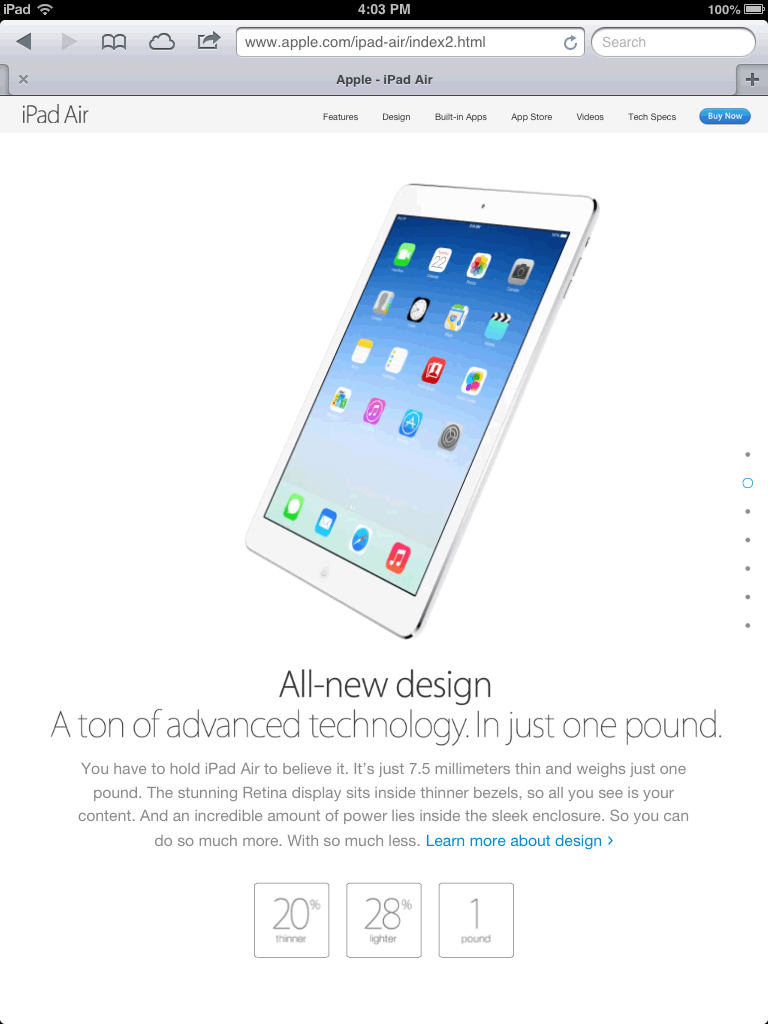 iPad 4:03 PM 100%
www.apple.com/ipad-air/index2.html Search
Apple - iPad Air
iPad Air Features Design Built-in Apps App Store Videos Tech Specs Buy Now
22
All-new design
A ton of advanced technology. In just one pound.
You have to hold iPad Air to believe it. It's just 7.5 millimeters thin and weighs just one
pound. The stunning Retina display sits inside thinner bezels, so all you see is your
content. And an incredible amount of power lies inside the sleek enclosure. So you can
do so much more. With so much less. Learn more about design >
20% 28% 1
thinner lighter pound